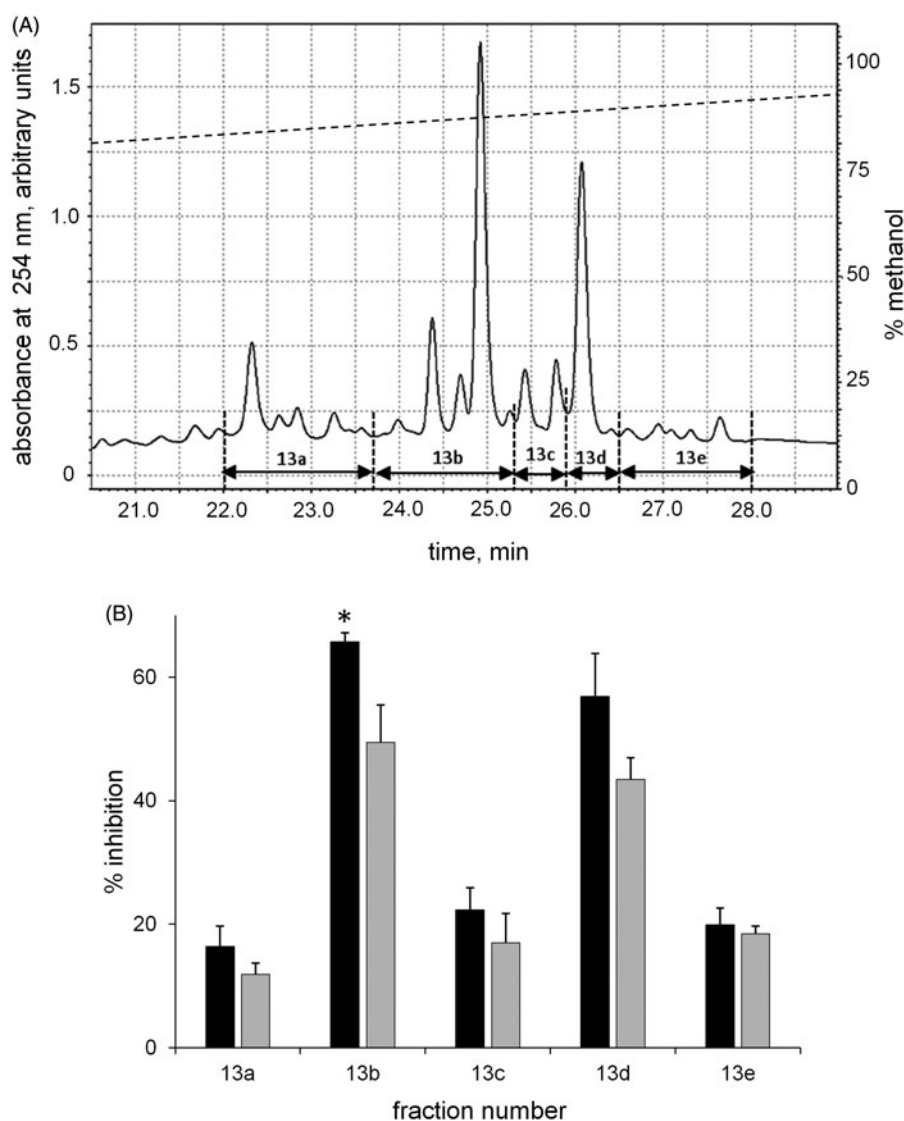 (A)
absorbance at 254 nm, arbitrary units
1.5
1.0
0.5
0
100
75
50
25
0
% methanol
13a
13b
13c
13d
13e
21.0 22.0 23.0 24.0 25.0 26.0 27.0 28.0
time, min
(B)
% inhibition
60
40
20
0
*
13a 13b 13c 13d 13e
fraction number